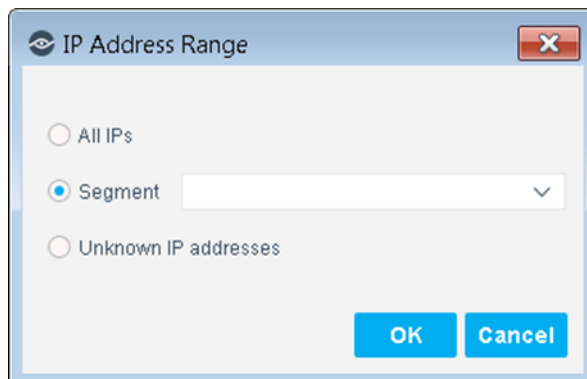 IP Address Range
All IPs
Segment
Unknown IP addresses
OK Cancel